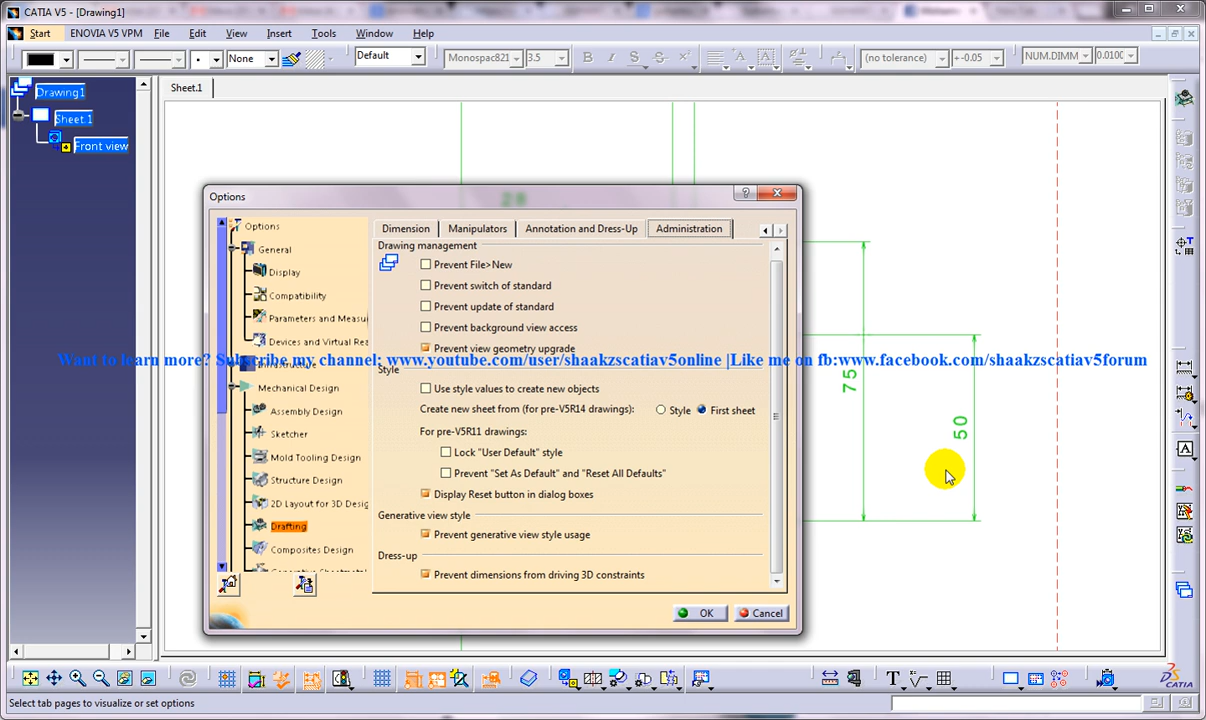 CATIA V5 - [Drawing1]
Start ENOVIA V5 VPM File Edit View Insert Tools Window Help
None Default Monospac821 3.5 B I S S (no tolerance) +-0.05 NUM.DIMM 0.0100
Drawing1
Sheet.1
Front view
Sheet.1
28
75
50
Options
Options
General
Display
Compatibility
Parameters and Measu
Devices and Virtual Rea
Infrastructure
Mechanical Design
Assembly Design
Sketcher
Mold Tooling Design
Structure Design
2D Layout for 3D Desig
Drafting
Composites Design
Dimension Manipulators Annotation and Dress-Up Administration
Drawing management
Prevent File>New
Prevent switch of standard
Prevent update of standard
Prevent background view access
Prevent view geometry upgrade
Want to learn more? Subscribe my channel: www.youtube.com/user/shaakzscatiav5online |Like me on fb:www.facebook.com/shaakzscatiav5forum
Style
Use style values to create new objects
Create new sheet from (for pre-V5R14 drawings): Style First sheet
For pre-V5R11 drawings:
Lock "User Default" style
Prevent "Set As Default" and "Reset All Defaults"
Display Reset button in dialog boxes
Generative view style
Prevent generative view style usage
Dress-up
Prevent dimensions from driving 3D constraints
OK Cancel
CATIA
Select tab pages to visualize or set options